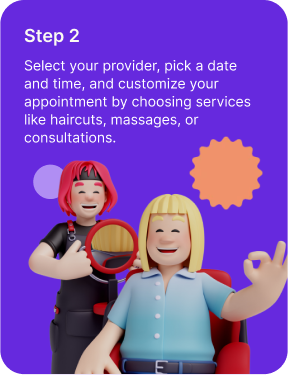 Step 2
Select your provider, pick a date
and time, and customize your
appointment by choosing services
like haircuts, massages, or
consultations.